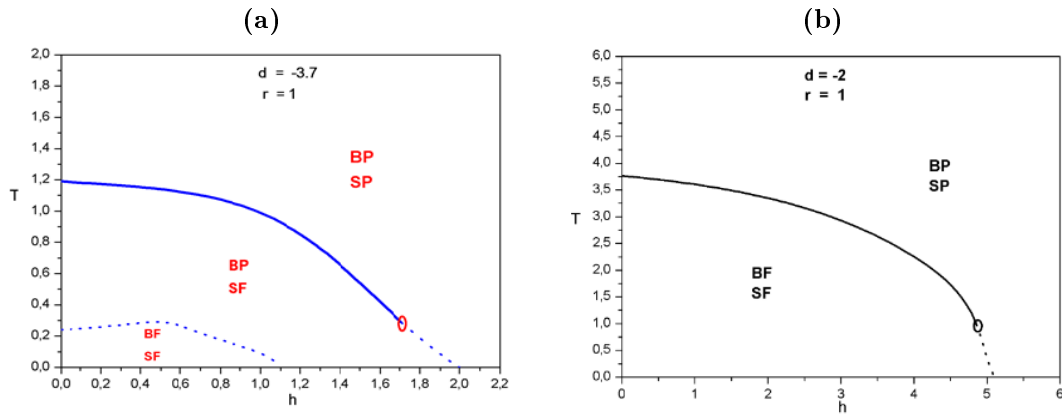 (a)
d = -3.7
r = 1
2,0
1,8
1,6
1,4
1,2
1,0
0,8
0,6
0,4
0,2
0,0
T
BP
SP
BP
SF
BF
SF
0,0 0,2 0,4 0,6 0,8 1,0 1,2 1,4 1,6 1,8 2,0 2,2
h
(b)
d = -2
r = 1
6,0
5,5
5,0
4,5
4,0
3,5
3,0
2,5
2,0
1,5
1,0
0,5
0,0
T
BP
SP
BF
SF
0 1 2 3 4 5 6
h